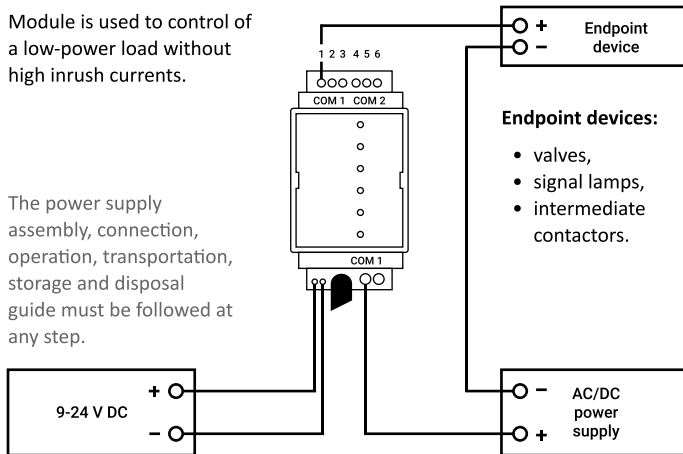 Module is used to control of
a low-power load without
high inrush currents.
1 2 3 4 5 6
COM 1 COM 2
COM 1
+
−
Endpoint
device
Endpoint devices:
• valves,
• signal lamps,
• intermediate
contactors.
The power supply
assembly, connection,
operation, transportation,
storage and disposal
guide must be followed at
any step.
9-24 V DC
+
−
−
+
AC/DC
power
supply